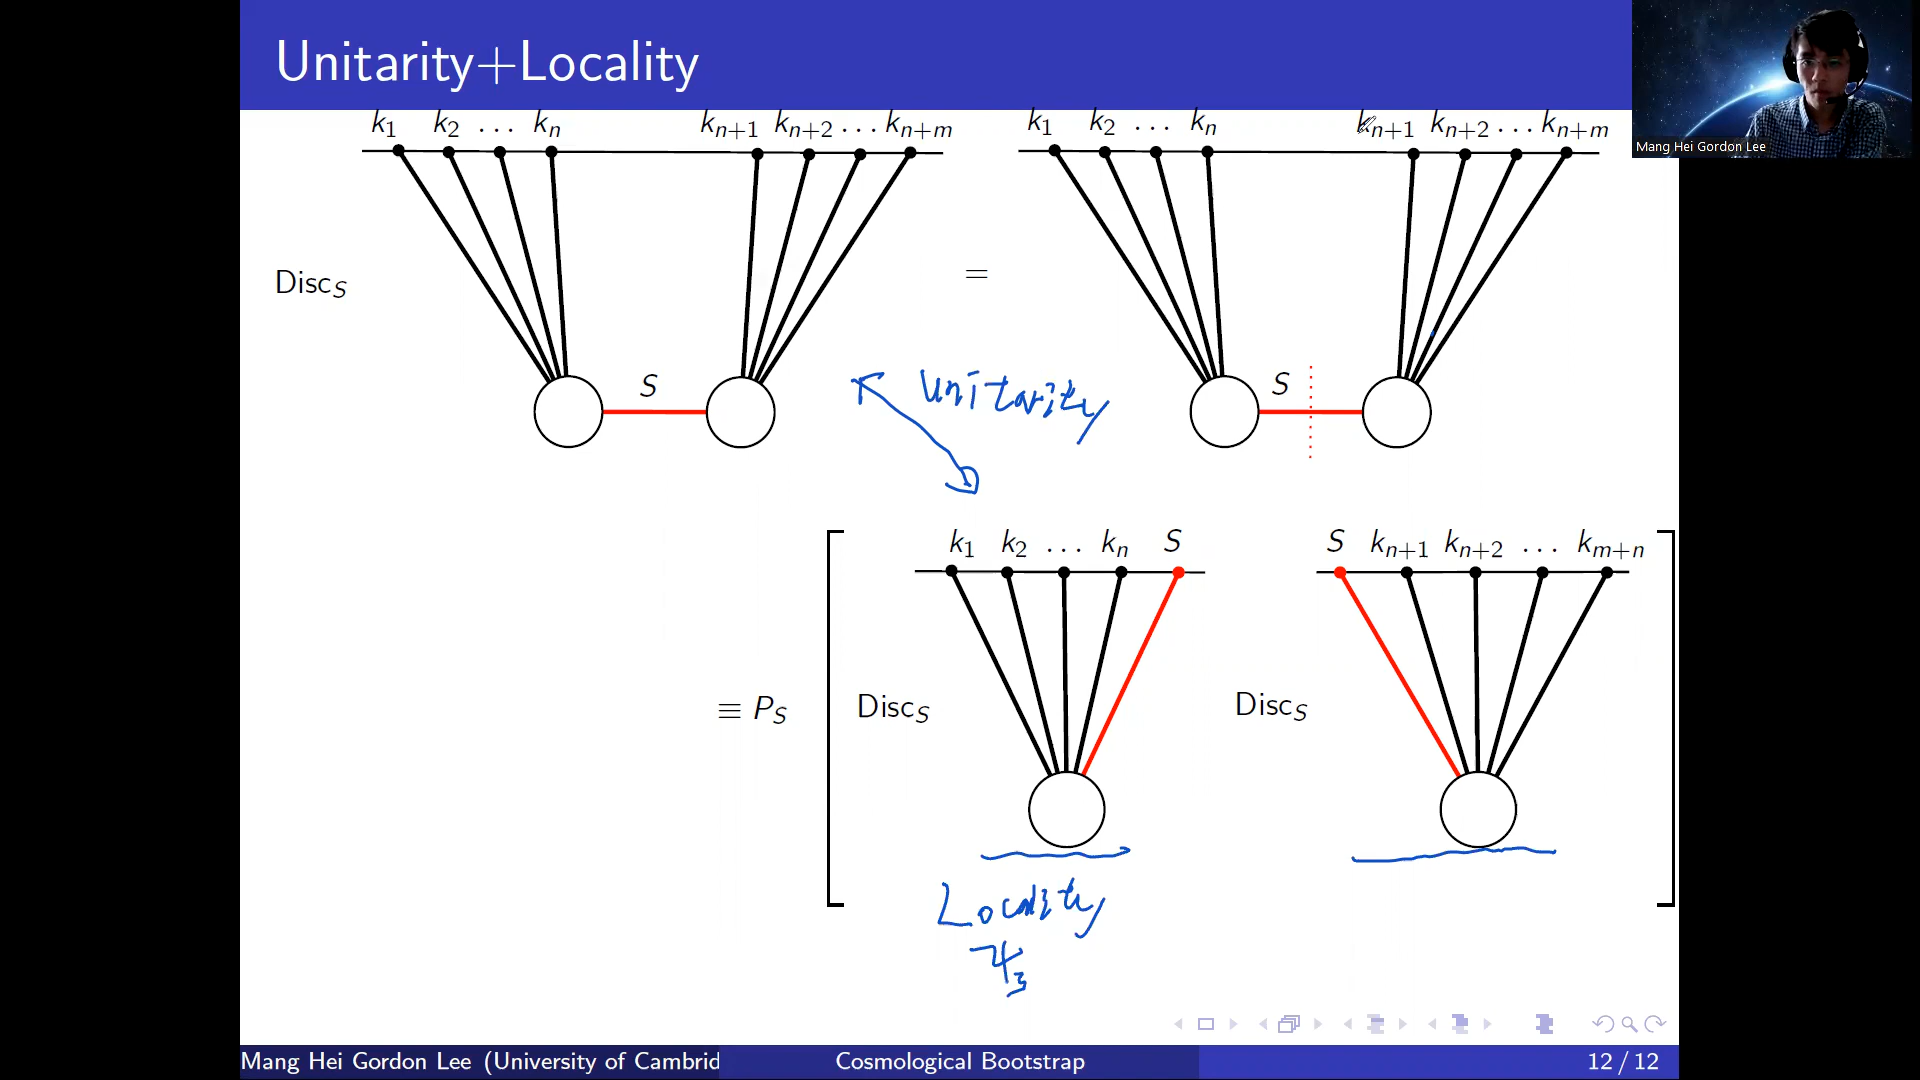 Unitarity+Locality
k1 k2 ... kn kn+1 kn+2 ... kn+m k1 k2 ... kn kn+1 kn+2 ... kn+m
Mang Hei Gordon Lee
DiscS =
S S
Unitarity
k1 k2 ... kn S S kn+1 kn+2 ... km+n
≡ PS [ DiscS DiscS ]
Locality
ψ3
Mang Hei Gordon Lee (University of Cambrid Cosmological Bootstrap 12 / 12